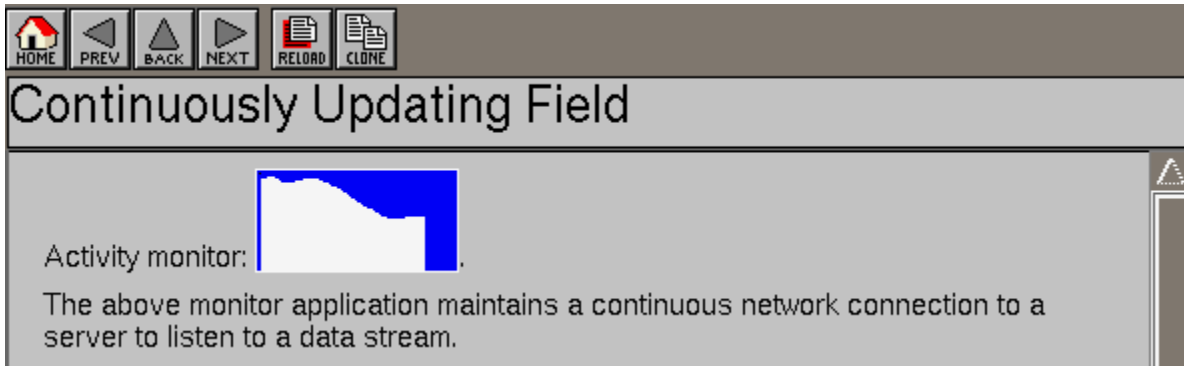 HOME PREV BACK NEXT RELOAD CLONE
Continuously Updating Field
Activity monitor: .
The above monitor application maintains a continuous network connection to a
server to listen to a data stream.